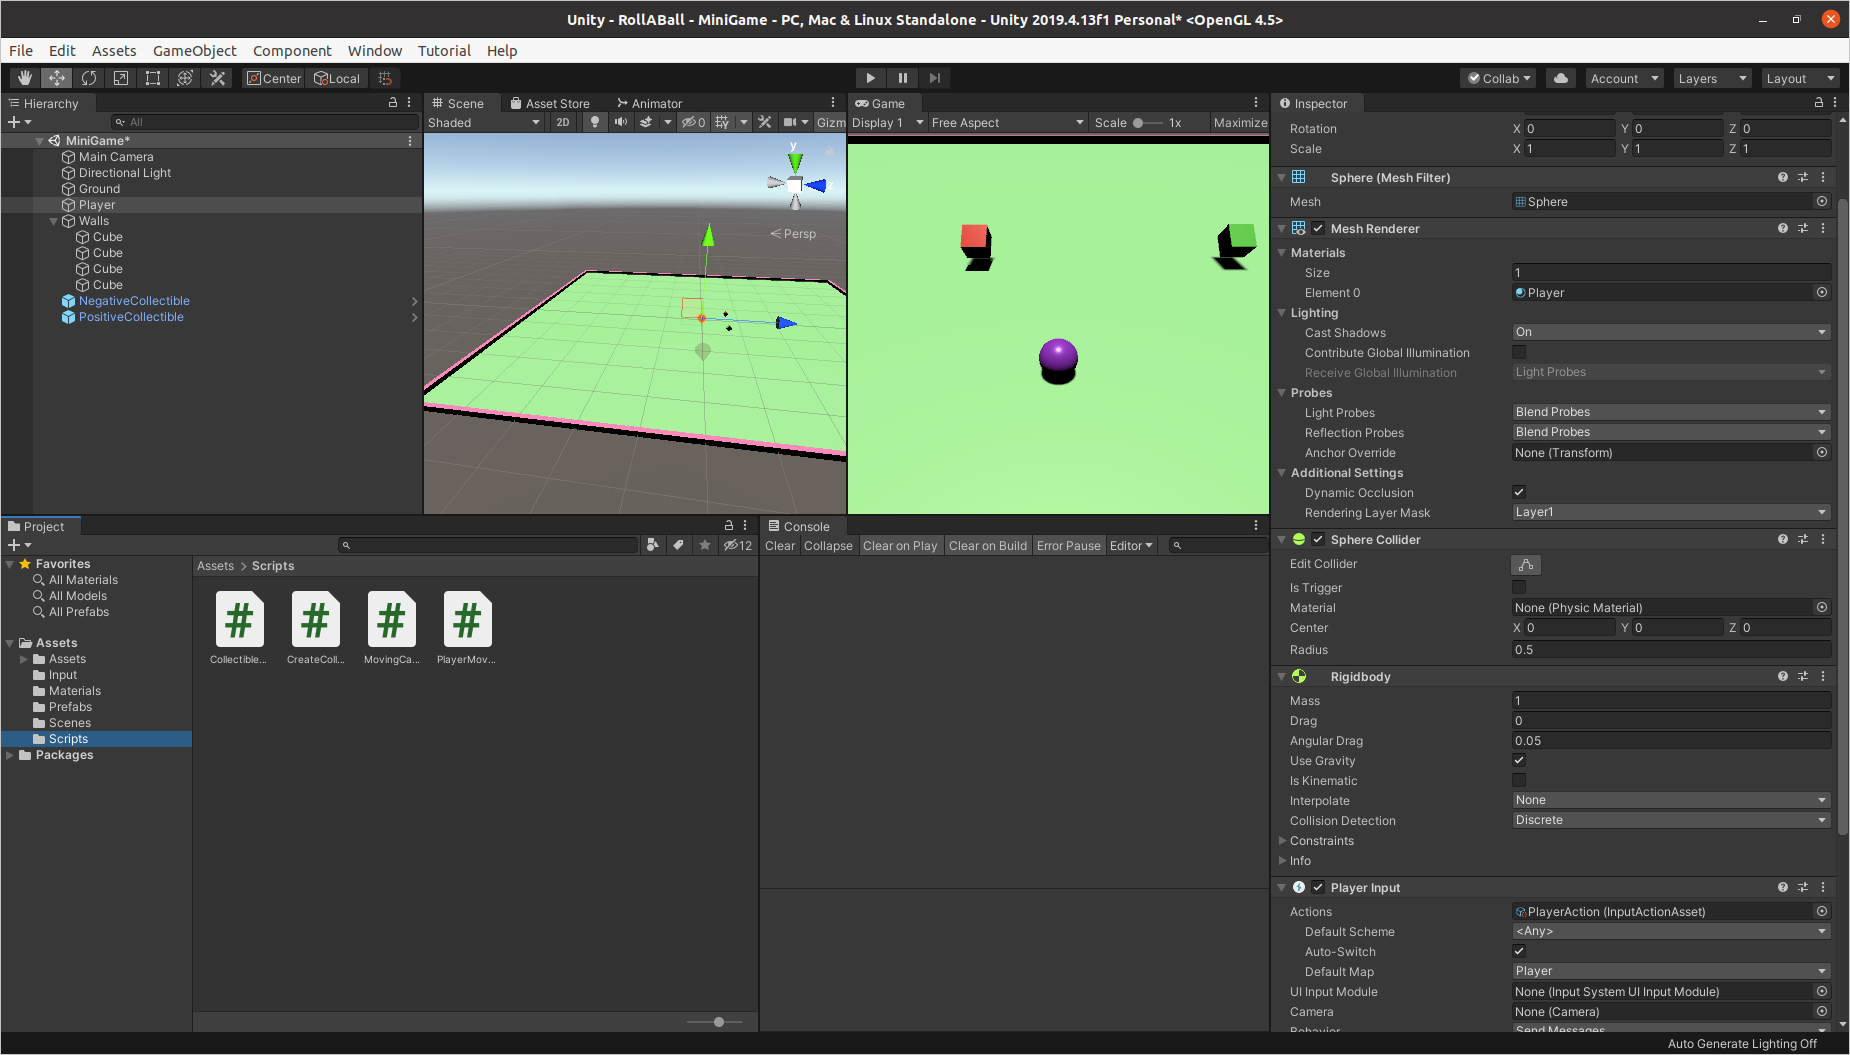 Unity - RollABall - MiniGame - PC, Mac & Linux Standalone - Unity 2019.4.13f1 Personal* <OpenGL 4.5>
File Edit Assets GameObject Component Window Tutorial Help
Center Local Collab Account Layers Layout
Hierarchy
All
MiniGame*
Main Camera
Directional Light
Ground
Player
Walls
Cube
Cube
Cube
Cube
NegativeCollectible
PositiveCollectible
Scene Asset Store Animator
Shaded 2D 0 Gizm
y
z
Persp
Game
Display 1 Free Aspect Scale 1x Maximize
Project
12
Favorites
All Materials
All Models
All Prefabs
Assets
Assets
Input
Materials
Prefabs
Scenes
Scripts
Packages
Assets > Scripts
# # # #
Collectible... CreateColl... MovingCa... PlayerMov...
Console
Clear Collapse Clear on Play Clear on Build Error Pause Editor
Inspector
Rotation X 0 Y 0 Z 0
Scale X 1 Y 1 Z 1
Sphere (Mesh Filter)
Mesh Sphere
Mesh Renderer
Materials
Size 1
Element 0 Player
Lighting
Cast Shadows On
Contribute Global Illumination
Receive Global Illumination Light Probes
Probes
Light Probes Blend Probes
Reflection Probes Blend Probes
Anchor Override None (Transform)
Additional Settings
Dynamic Occlusion
Rendering Layer Mask Layer1
Sphere Collider
Edit Collider
Is Trigger
Material None (Physic Material)
Center X 0 Y 0 Z 0
Radius 0.5
Rigidbody
Mass 1
Drag 0
Angular Drag 0.05
Use Gravity
Is Kinematic
Interpolate None
Collision Detection Discrete
Constraints
Info
Player Input
Actions PlayerAction (InputActionAsset)
Default Scheme <Any>
Auto-Switch
Default Map Player
UI Input Module None (Input System UI Input Module)
Camera None (Camera)
Behavior Send Messages
Auto Generate Lighting Off